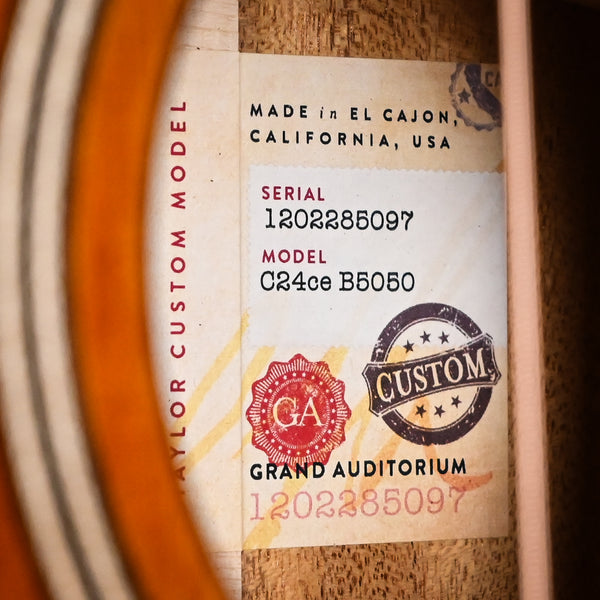 TAYLOR CUSTOM MODEL
MADE in EL CAJON,
CALIFORNIA, USA
CA
SERIAL
1202285097
MODEL
C24ce B5050
CUSTOM
GA
GRAND AUDITORIUM
1202285097